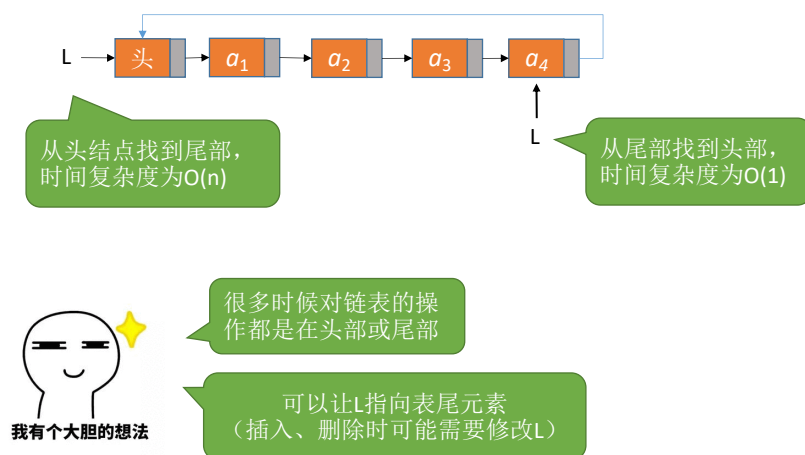 L
头
a1
a2
a3
a4
L
从头结点找到尾部，
时间复杂度为O(n)
从尾部找到头部，
时间复杂度为O(1)
很多时候对链表的操
作都是在头部或尾部
可以让L指向表尾元素
（插入、删除时可能需要修改L）
我有个大胆的想法